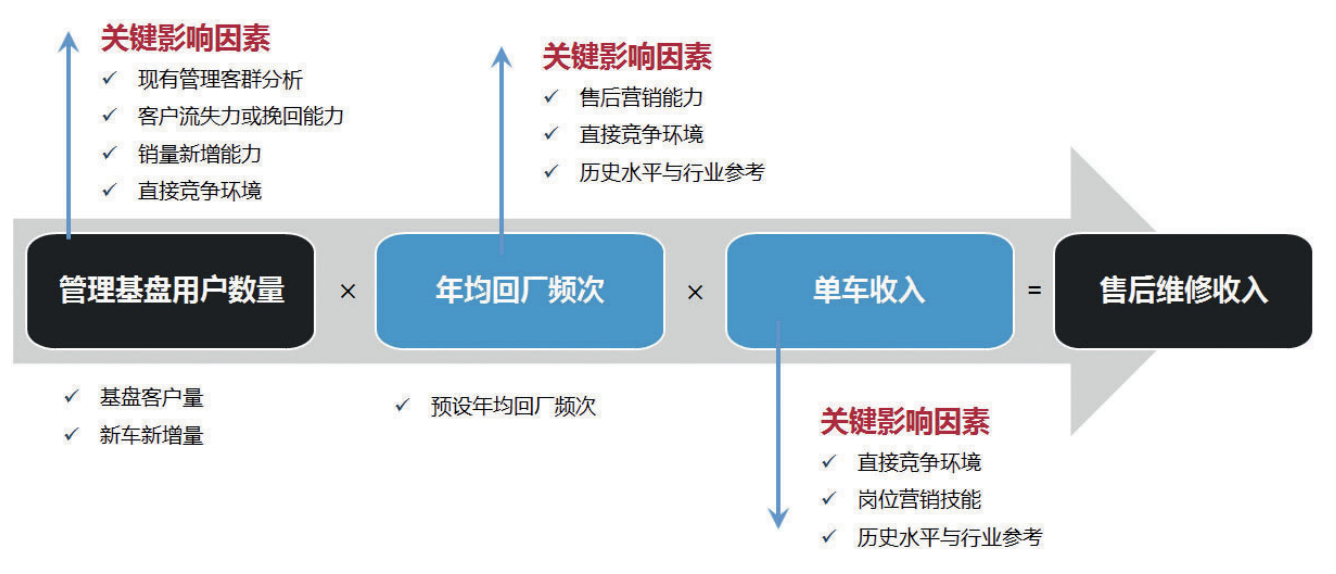 关键影响因素
✓ 现有管理客群分析
✓ 客户流失力或挽回能力
✓ 销量新增能力
✓ 直接竞争环境
关键影响因素
✓ 售后营销能力
✓ 直接竞争环境
✓ 历史水平与行业参考
管理基盘用户数量 × 年均回厂频次 × 单车收入 = 售后维修收入
✓ 基盘客户量
✓ 新车新增量
✓ 预设年均回厂频次
关键影响因素
✓ 直接竞争环境
✓ 岗位营销技能
✓ 历史水平与行业参考